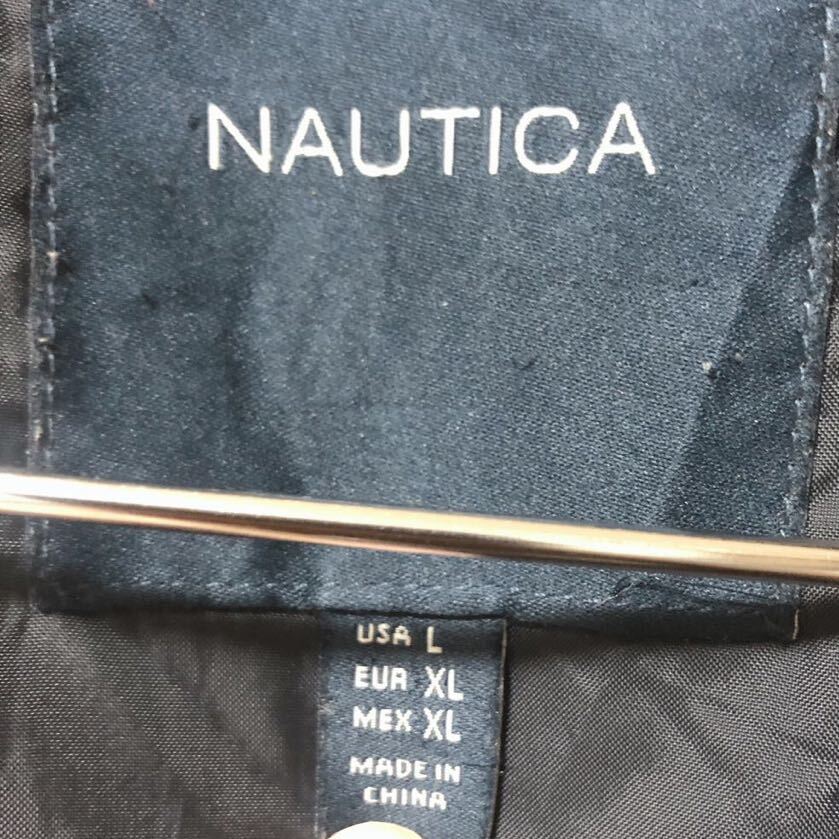 NAUTICA
USA L
EUR XL
MEX XL
MADE IN
CHINA